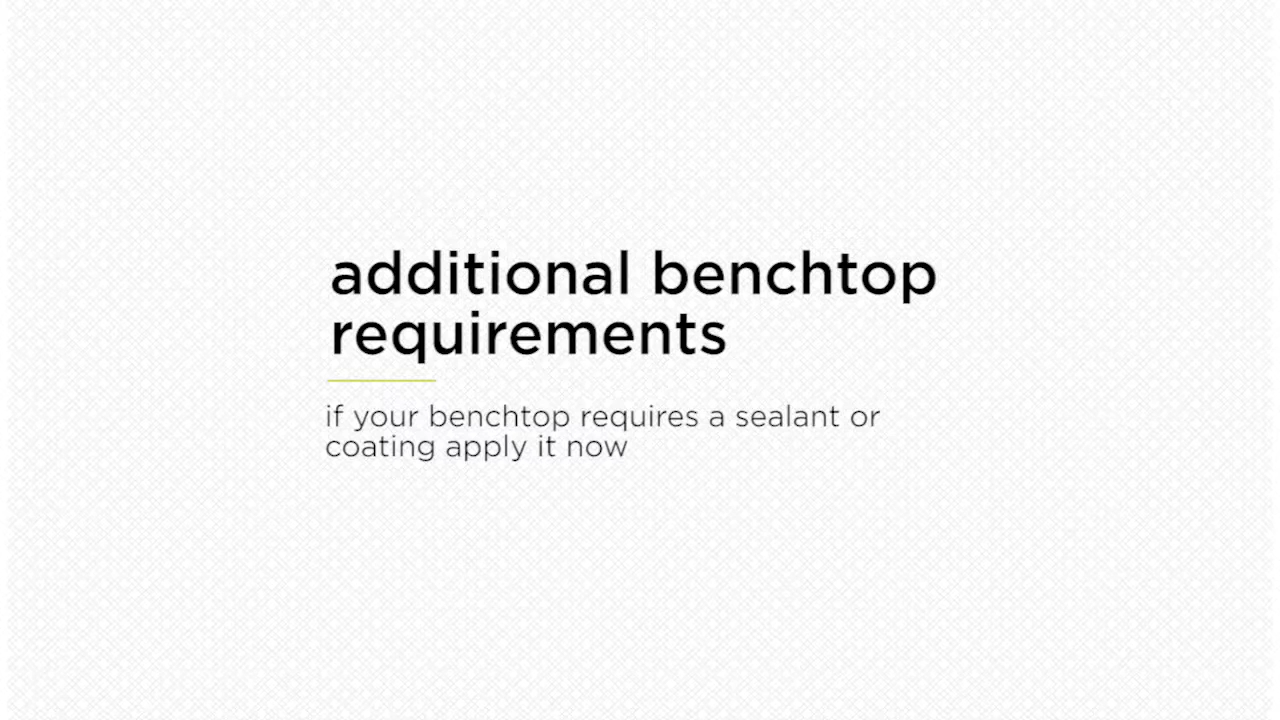 additional benchtop
requirements
if your benchtop requires a sealant or
coating apply it now